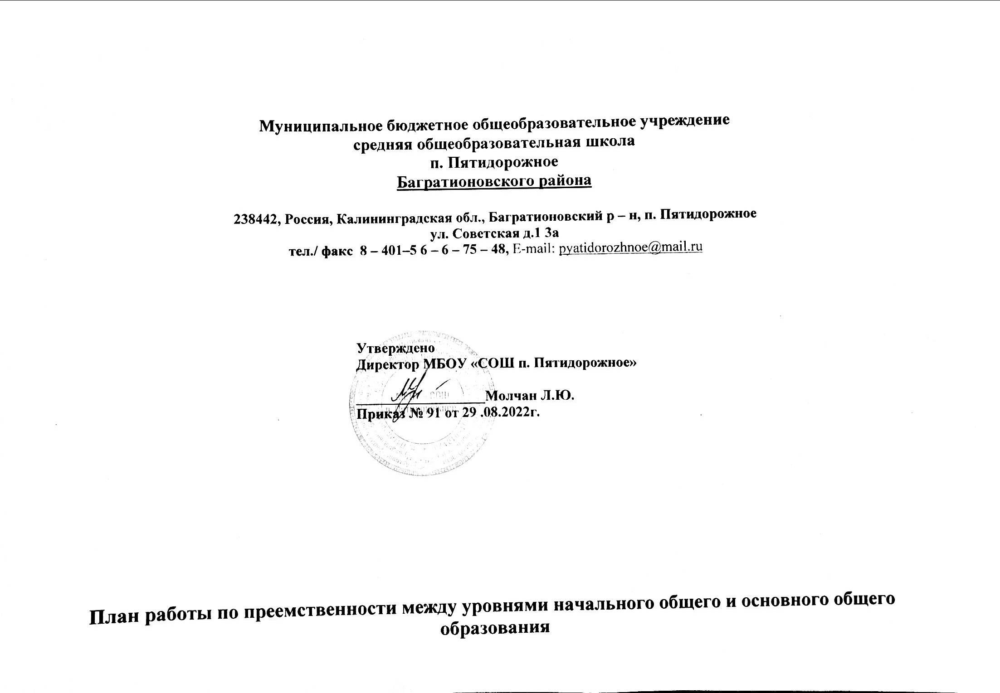 Муниципальное бюджетное общеобразовательное учреждение
средняя общеобразовательная школа
п. Пятидорожное
Багратионовского района
238442, Россия, Калининградская обл., Багратионовский р – н, п. Пятидорожное
ул. Советская д.1 3а
тел./ факс 8 – 401–5 6 – 6 – 75 – 48, E-mail: pyatidorozhnoe@mail.ru
Утверждено
Директор МБОУ «СОШ п. Пятидорожное»
СОШ
Молчан Л.Ю.
Приказ № 91 от 29 .08.2022г.
План работы по преемственности между уровнями начального общего и основного общего
образования